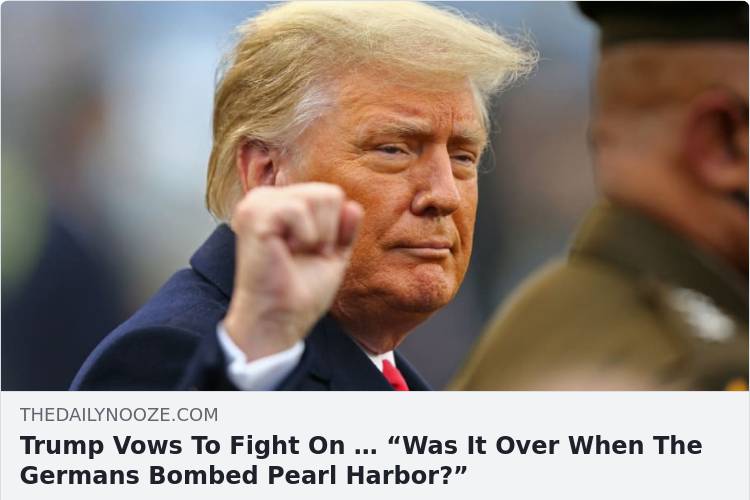 THEDAILYNOOZE.COM
Trump Vows To Fight On … “Was It Over When The
Germans Bombed Pearl Harbor?”